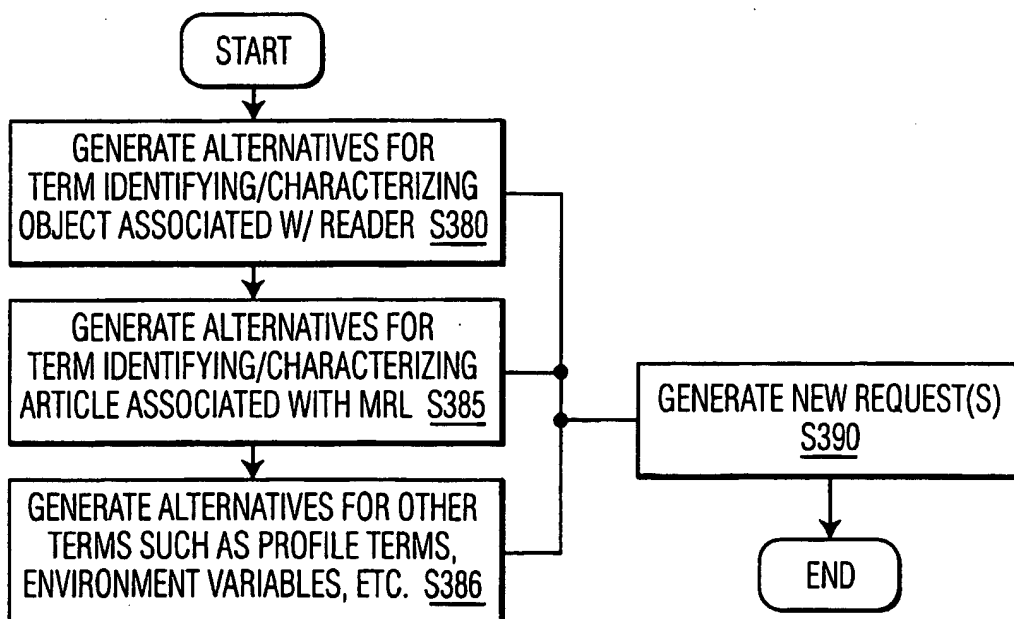 START
GENERATE ALTERNATIVES FOR
TERM IDENTIFYING/CHARACTERIZING
OBJECT ASSOCIATED W/ READER S380
GENERATE ALTERNATIVES FOR
TERM IDENTIFYING/CHARACTERIZING
ARTICLE ASSOCIATED WITH MRL S385
GENERATE ALTERNATIVES FOR OTHER
TERMS SUCH AS PROFILE TERMS,
ENVIRONMENT VARIABLES, ETC. S386
GENERATE NEW REQUEST(S)
S390
END